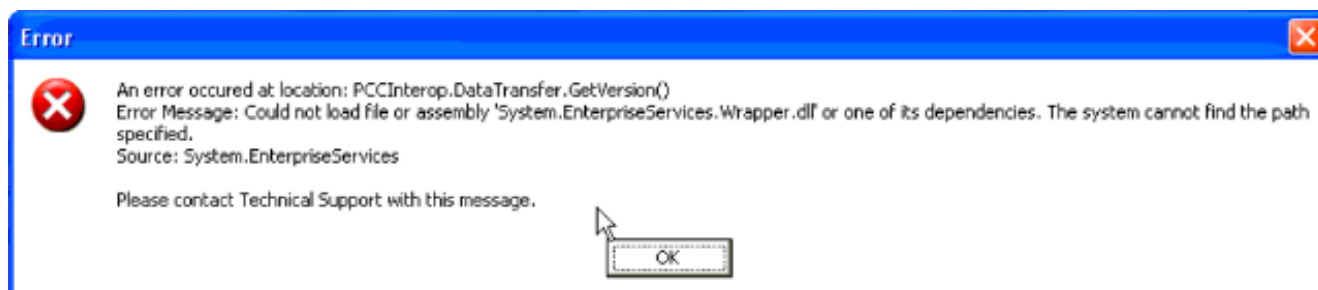 Error
An error occured at location: PCCInterop.DataTransfer.GetVersion()
Error Message: Could not load file or assembly 'System.EnterpriseServices.Wrapper.dll' or one of its dependencies. The system cannot find the path
specified.
Source: System.EnterpriseServices
Please contact Technical Support with this message.
OK